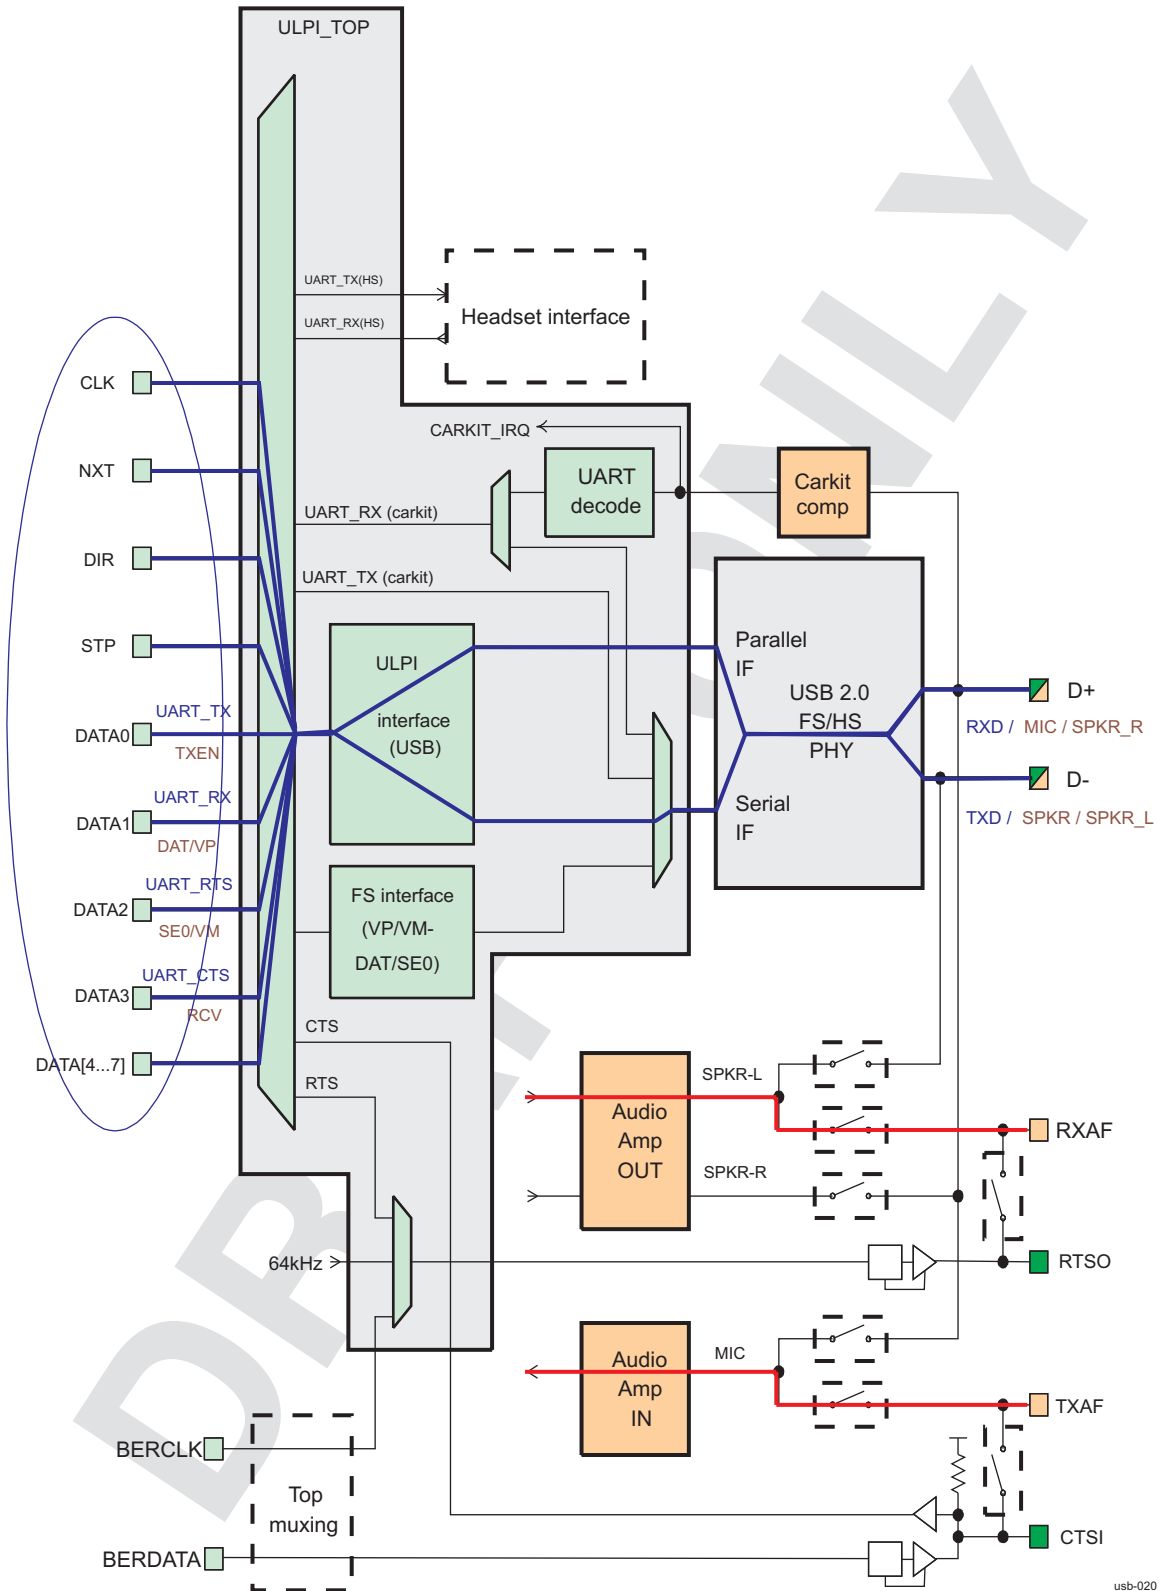 ULPI_TOP
UART_TX(HS)
UART_RX(HS)
Headset interface
CLK
NXT
DIR
STP
UART_TX
DATA0
TXEN
UART_RX
DATA1
DAT/VP
UART_RTS
DATA2
SE0/VM
UART_CTS
DATA3
RCV
DATA[4...7]
CARKIT_IRQ
UART
decode
Carkit
comp
UART_RX (carkit)
UART_TX (carkit)
ULPI
interface
(USB)
FS interface
(VP/VM-
DAT/SE0)
Parallel
IF
USB 2.0
FS/HS
PHY
Serial
IF
D+
RXD / MIC / SPKR_R
D-
TXD / SPKR / SPKR_L
CTS
RTS
SPKR-L
Audio
Amp
OUT
SPKR-R
RXAF
64kHz
RTSO
MIC
Audio
Amp
IN
TXAF
BERCLK
Top
muxing
BERDATA
CTSI
usb-020